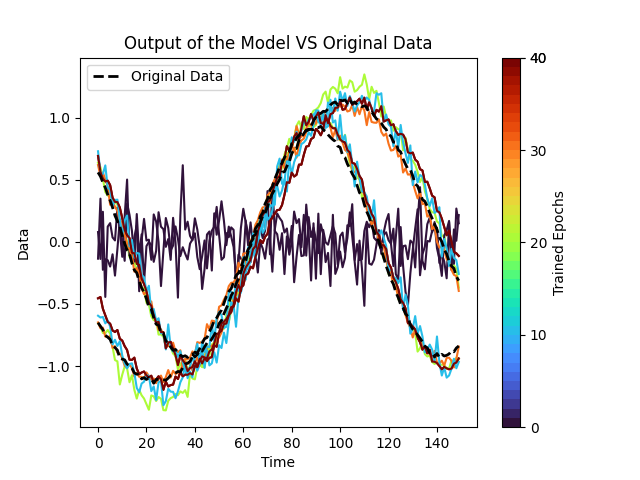 Output of the Model VS Original Data
Original Data
1.0
0.5
0.0
−0.5
−1.0
Data
0 20 40 60 80 100 120 140
Time
40
30
20
10
0
Trained Epochs